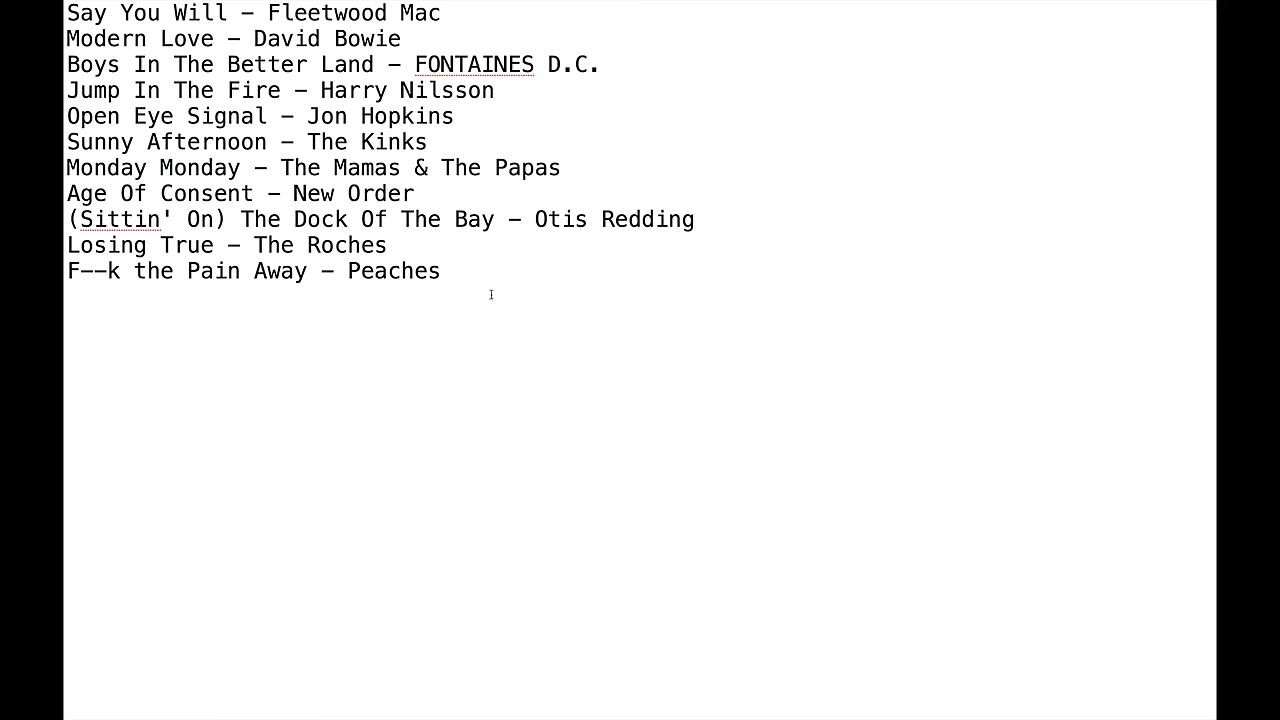 Say You Will – Fleetwood Mac
Modern Love – David Bowie
Boys In The Better Land – FONTAINES D.C.
Jump In The Fire – Harry Nilsson
Open Eye Signal – Jon Hopkins
Sunny Afternoon – The Kinks
Monday Monday – The Mamas & The Papas
Age Of Consent – New Order
(Sittin' On) The Dock Of The Bay – Otis Redding
Losing True – The Roches
F––k the Pain Away – Peaches